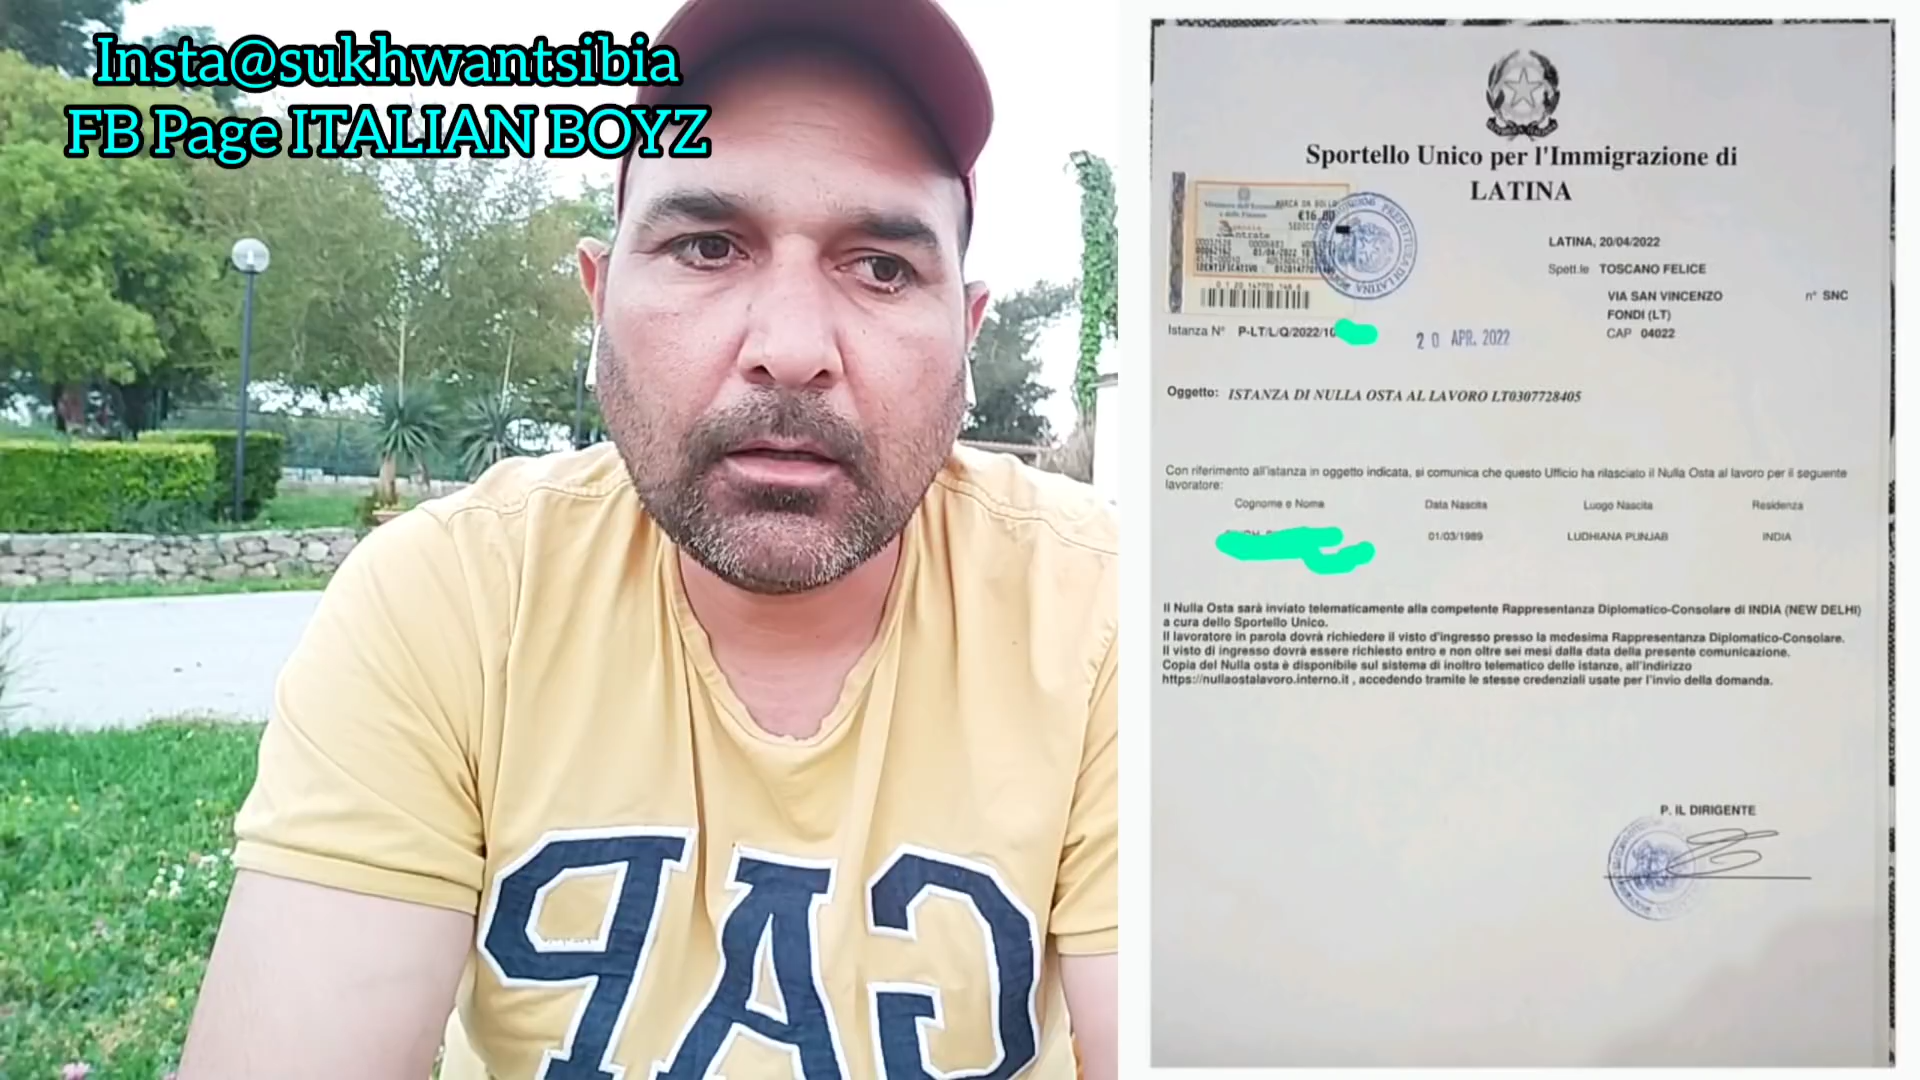 Insta@sukhwantsibia
FB Page ITALIAN BOYZ
GAP
Sportello Unico per l'Immigrazione di
LATINA
MARCA DA BOLLO
€16,00
IDENTIFICATIVO
LATINA, 20/04/2022
Spett.le TOSCANO FELICE
VIA SAN VINCENZO n° SNC
FONDI (LT)
CAP 04022
Istanza N° P-LT/L/Q/2022/10
20 APR. 2022
Oggetto: ISTANZA DI NULLA OSTA AL LAVORO LT0307728405
Con riferimento all'istanza in oggetto indicata, si comunica che questo Ufficio ha rilasciato il Nulla Osta al lavoro per il seguente
lavoratore:
Cognome e Nome Data Nascita Luogo Nascita Residenza
01/03/1989 LUDHIANA PUNJAB INDIA
Il Nulla Osta sarà inviato telematicamente alla competente Rappresentanza Diplomatico-Consolare di INDIA (NEW DELHI)
a cura dello Sportello Unico.
Il lavoratore in parola dovrà richiedere il visto d'ingresso presso la medesima Rappresentanza Diplomatico-Consolare.
Il visto di ingresso dovrà essere richiesto entro e non oltre sei mesi dalla data della presente comunicazione.
Copia del Nulla osta è disponibile sul sistema di inoltro telematico delle istanze, all'indirizzo
https://nullaostalavoro.interno.it , accedendo tramite le stesse credenziali usate per l'invio della domanda.
P. IL DIRIGENTE